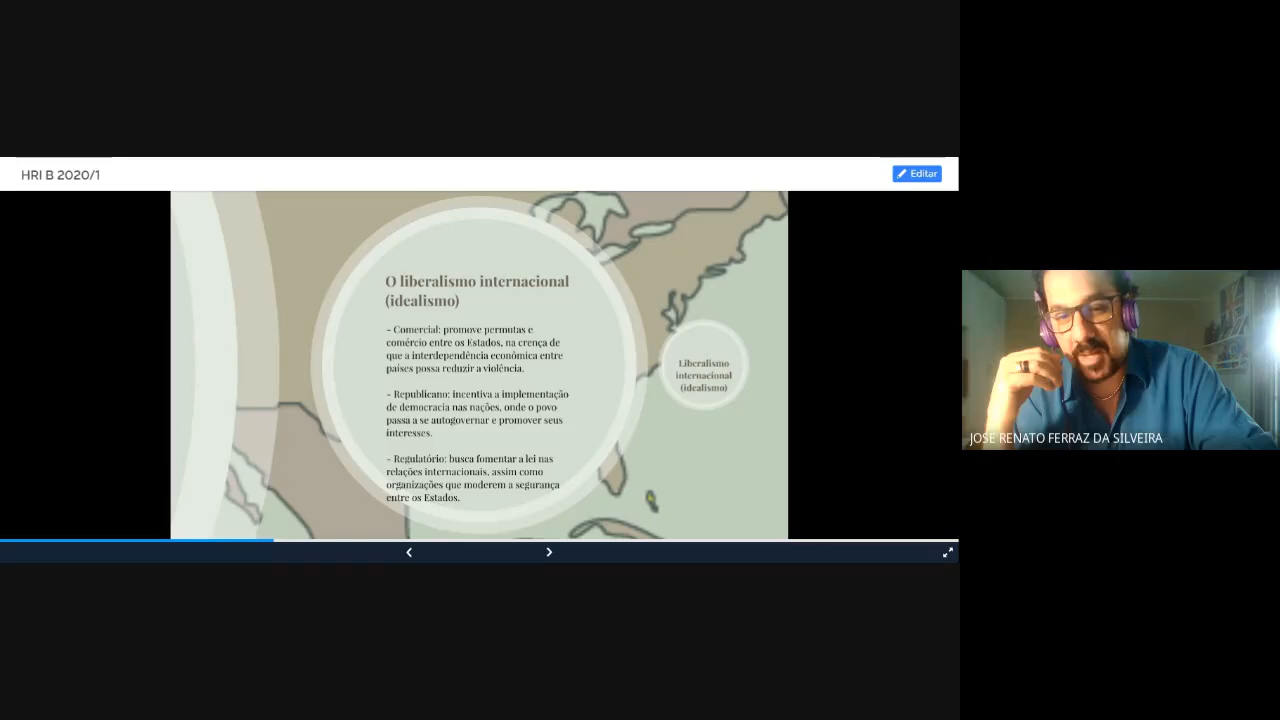 HRI B 2020/1
Editar
O liberalismo internacional
(idealismo)
- Comercial: promove permutas e
comércio entre os Estados, na crença de
que a interdependência econômica entre
países possa reduzir a violência.
- Republicano: incentiva a implementação
de democracia nas nações, onde o povo
passa a se autogovernar e promover seus
interesses.
- Regulatório: busca fomentar a lei nas
relações internacionais, assim como
organizações que moderem a segurança
entre os Estados.
Liberalismo
internacional
(idealismo)
JOSE RENATO FERRAZ DA SILVEIRA